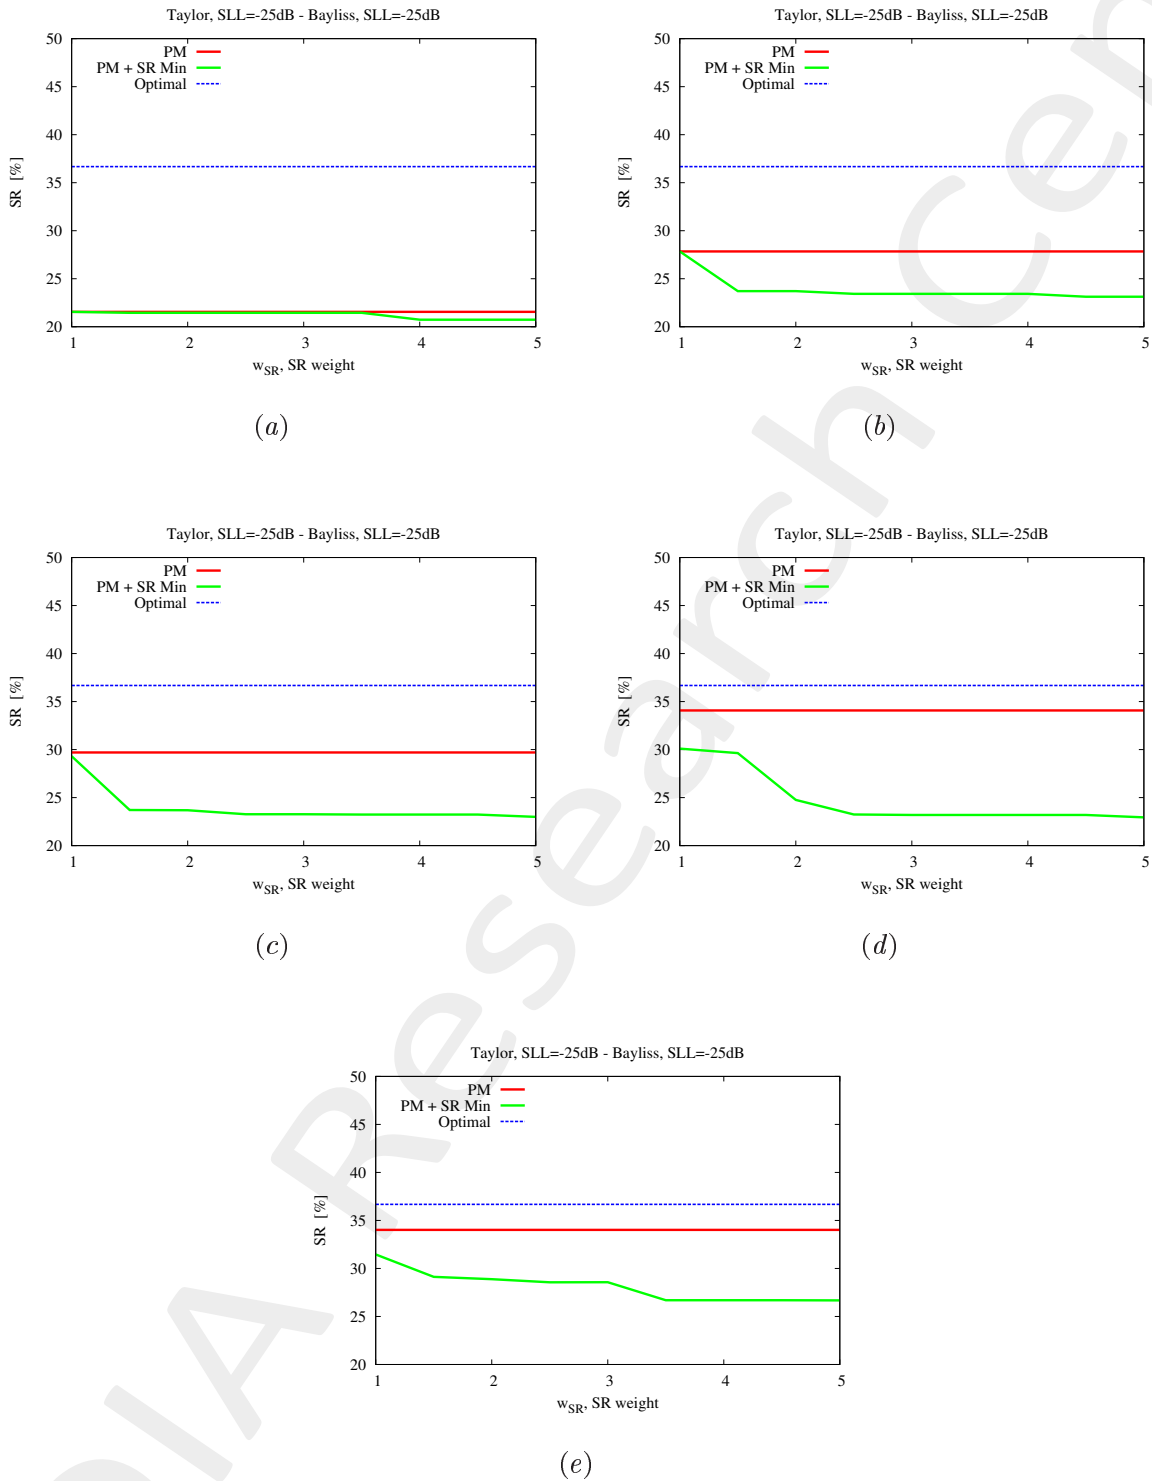 Taylor, SLL=-25dB - Bayliss, SLL=-25dB
50
45
40
35
30
25
20
SR [%]
PM
PM + SR Min
Optimal
1 2 3 4 5
w_SR, SR weight
(a)
Taylor, SLL=-25dB - Bayliss, SLL=-25dB
50
45
40
35
30
25
20
SR [%]
PM
PM + SR Min
Optimal
1 2 3 4 5
w_SR, SR weight
(b)
Taylor, SLL=-25dB - Bayliss, SLL=-25dB
50
45
40
35
30
25
20
SR [%]
PM
PM + SR Min
Optimal
1 2 3 4 5
w_SR, SR weight
(c)
Taylor, SLL=-25dB - Bayliss, SLL=-25dB
50
45
40
35
30
25
20
SR [%]
PM
PM + SR Min
Optimal
1 2 3 4 5
w_SR, SR weight
(d)
Taylor, SLL=-25dB - Bayliss, SLL=-25dB
50
45
40
35
30
25
20
SR [%]
PM
PM + SR Min
Optimal
1 2 3 4 5
w_SR, SR weight
(e)
Research